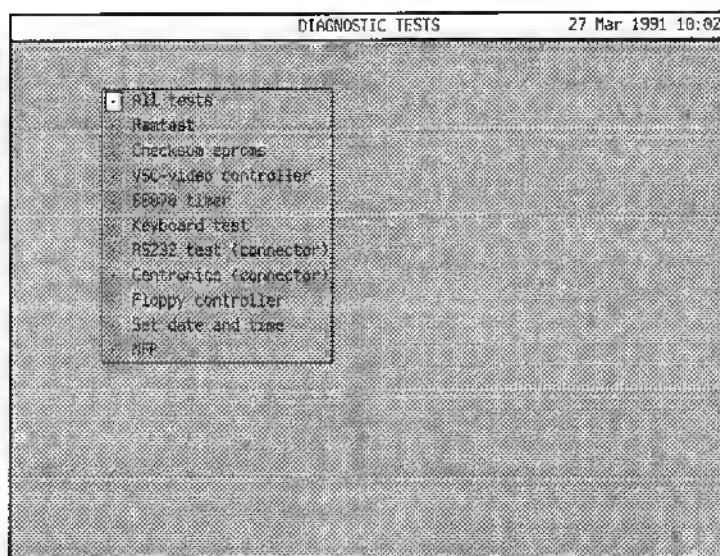 DIAGNOSTIC TESTS 27 Mar 1991 10:02
All tests
Ramtest
Checksum eproms
VSC-video controller
68070 timer
Keyboard test
RS232 test (connector)
Centronics (connector)
Floppy controller
Set date and time
MFP